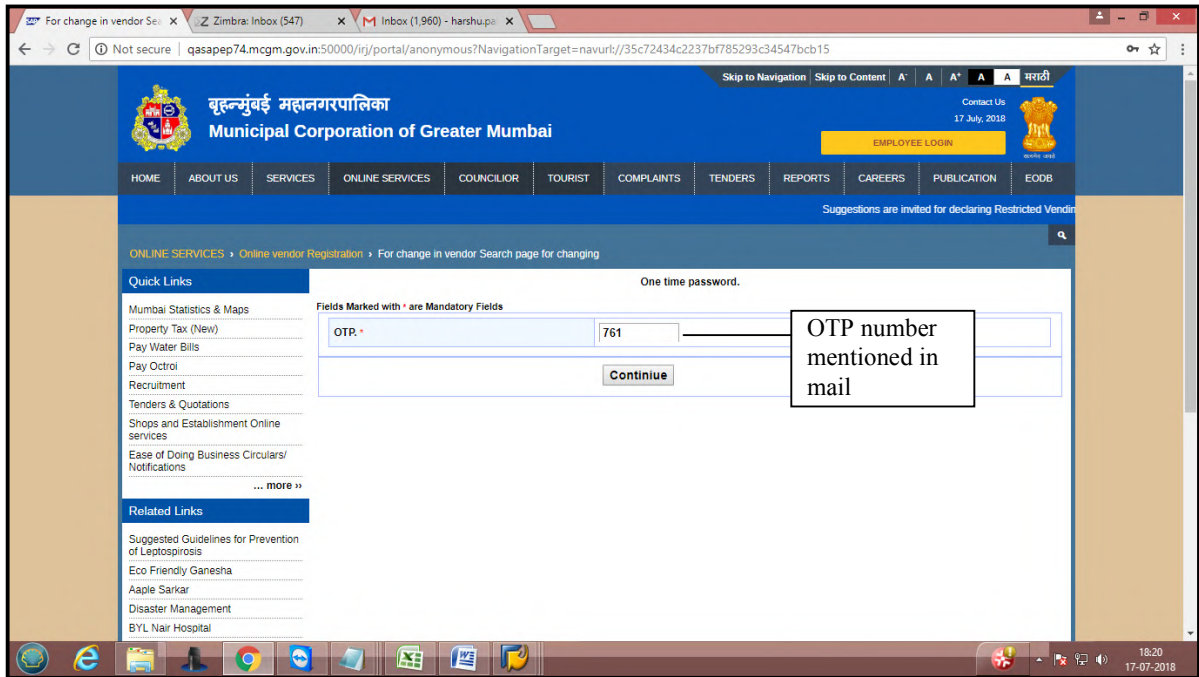 For change in vendor Sea
Zimbra: Inbox (547)
Inbox (1,960) - harshu.pa
Not secure | qasapep74.mcgm.gov.in:50000/irj/portal/anonymous?NavigationTarget=navurl://35c72434c2237bf785293c34547bcb15
Skip to Navigation Skip to Content A- A A+ A A मराठी
बृहन्मुंबई महानगरपालिका
Municipal Corporation of Greater Mumbai
Contact Us
17 July, 2018
EMPLOYEE LOGIN
HOME ABOUT US SERVICES ONLINE SERVICES COUNCILIOR TOURIST COMPLAINTS TENDERS REPORTS CAREERS PUBLICATION EODB
Suggestions are invited for declaring Restricted Vendin
ONLINE SERVICES › Online vendor Registration › For change in vendor Search page for changing
Quick Links
Mumbai Statistics & Maps
Property Tax (New)
Pay Water Bills
Pay Octroi
Recruitment
Tenders & Quotations
Shops and Establishment Online
services
Ease of Doing Business Circulars/
Notifications
... more ››
Related Links
Suggested Guidelines for Prevention
of Leptospirosis
Eco Friendly Ganesha
Aaple Sarkar
Disaster Management
BYL Nair Hospital
One time password.
Fields Marked with * are Mandatory Fields
OTP. *
761
Continiue
OTP number
mentioned in
mail
18:20
17-07-2018